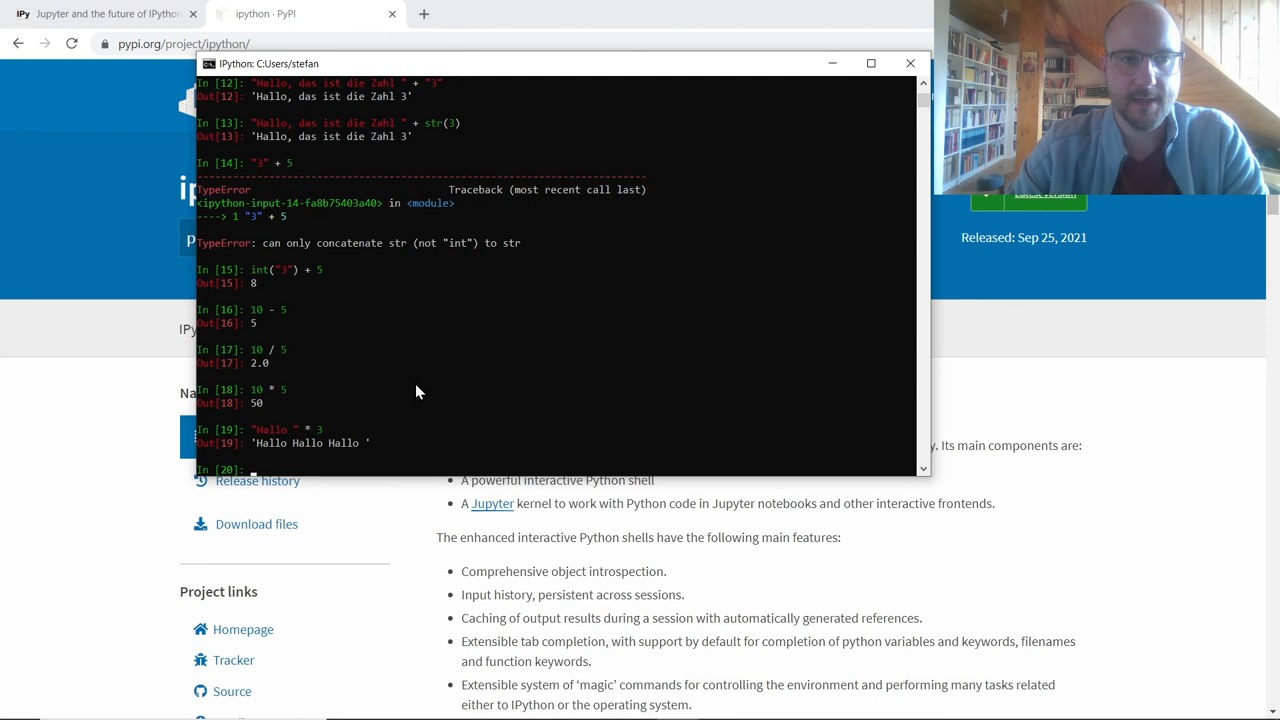 IPy Jupyter and the future of IPython
ipython · PyPI
pypi.org/project/ipython/
IPython: C:Users/stefan
In [12]: "Hallo, das ist die Zahl " + "3"
Out[12]: 'Hallo, das ist die Zahl 3'
In [13]: "Hallo, das ist die Zahl " + str(3)
Out[13]: 'Hallo, das ist die Zahl 3'
In [14]: "3" + 5
---------------------------------------------------------------------------
TypeError Traceback (most recent call last)
<ipython-input-14-fa8b75403a40> in <module>
----> 1 "3" + 5
TypeError: can only concatenate str (not "int") to str
In [15]: int("3") + 5
Out[15]: 8
In [16]: 10 - 5
Out[16]: 5
In [17]: 10 / 5
Out[17]: 2.0
In [18]: 10 * 5
Out[18]: 50
In [19]: "Hallo " * 3
Out[19]: 'Hallo Hallo Hallo '
In [20]:
Latest version
Released: Sep 25, 2021
IPy
Na
y. Its main components are:
Release history
A powerful interactive Python shell
A Jupyter kernel to work with Python code in Jupyter notebooks and other interactive frontends.
Download files
The enhanced interactive Python shells have the following main features:
Comprehensive object introspection.
Project links
Input history, persistent across sessions.
Caching of output results during a session with automatically generated references.
Homepage
Extensible tab completion, with support by default for completion of python variables and keywords, filenames
and function keywords.
Tracker
Extensible system of ‘magic’ commands for controlling the environment and performing many tasks related
Source
either to IPython or the operating system.